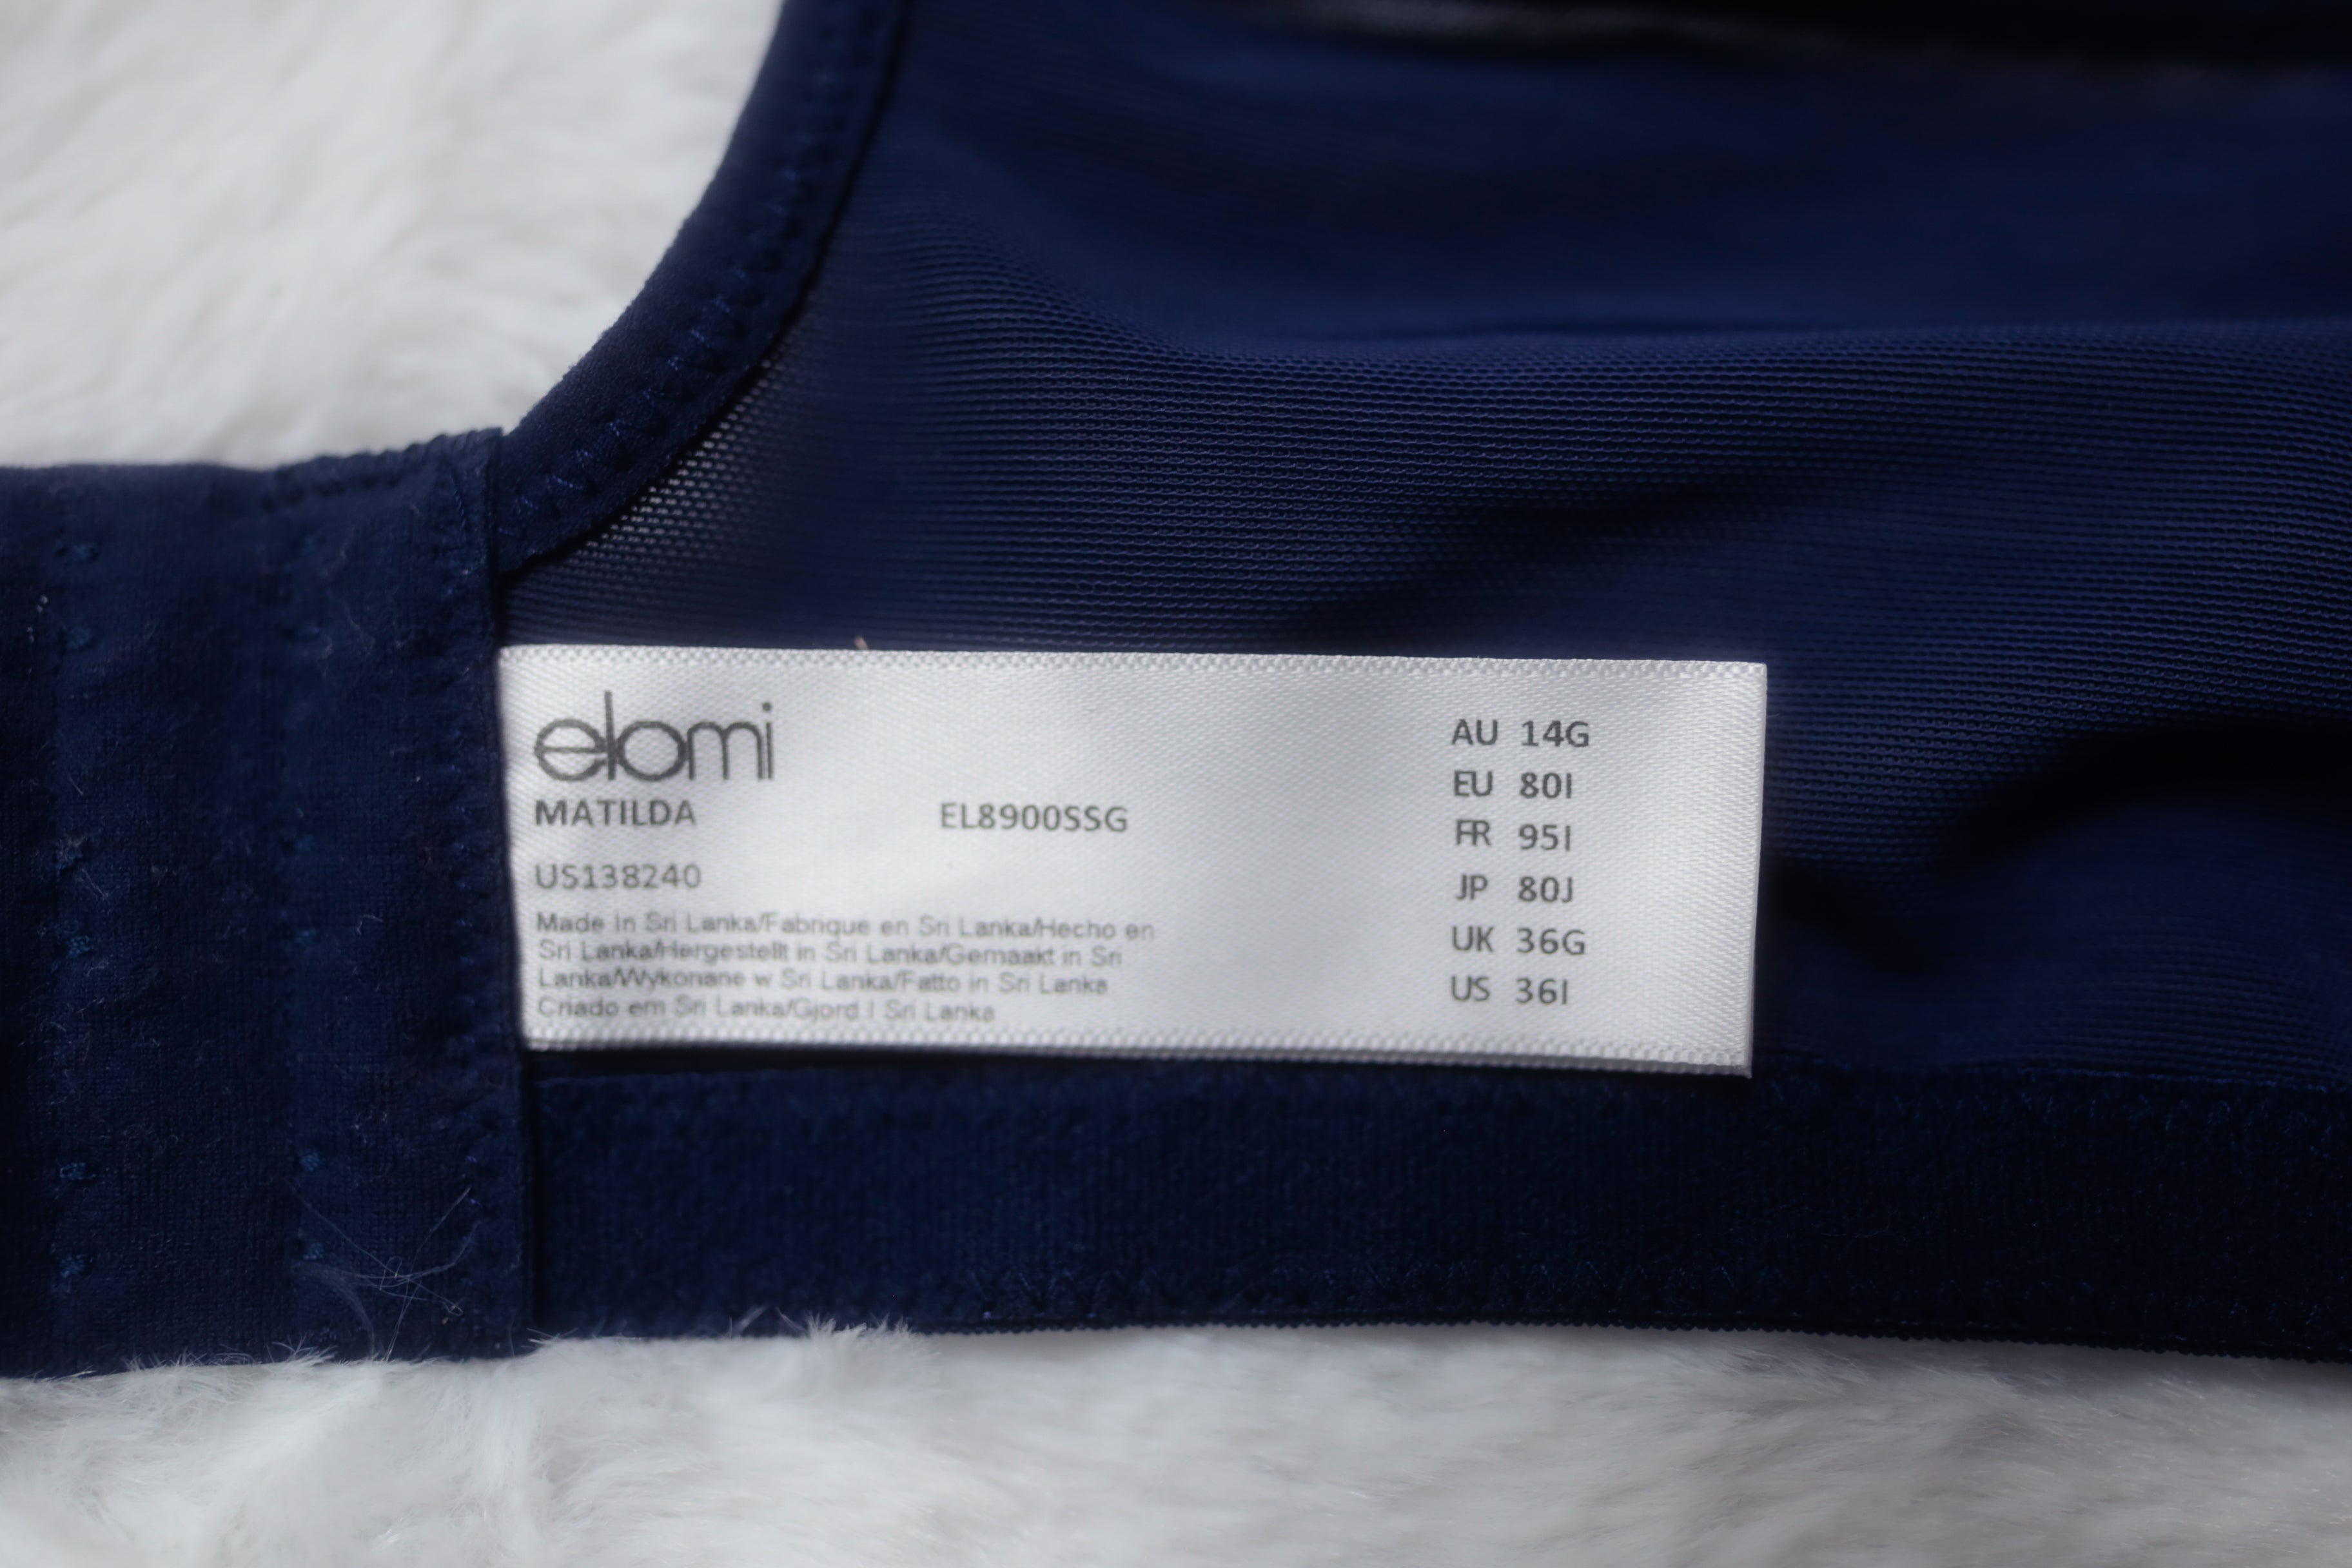 elomi
MATILDA EL8900SSG
US138240
Made In Sri Lanka/Fabrique en Sri Lanka/Hecho en
Sri Lanka/Hergestellt in Sri Lanka/Gemaakt in Sri
Lanka/Wykonane w Sri Lanka/Fatto in Sri Lanka
Criado em Sri Lanka/Gjord I Sri Lanka
AU 14G
EU 80I
FR 95I
JP 80J
UK 36G
US 36I